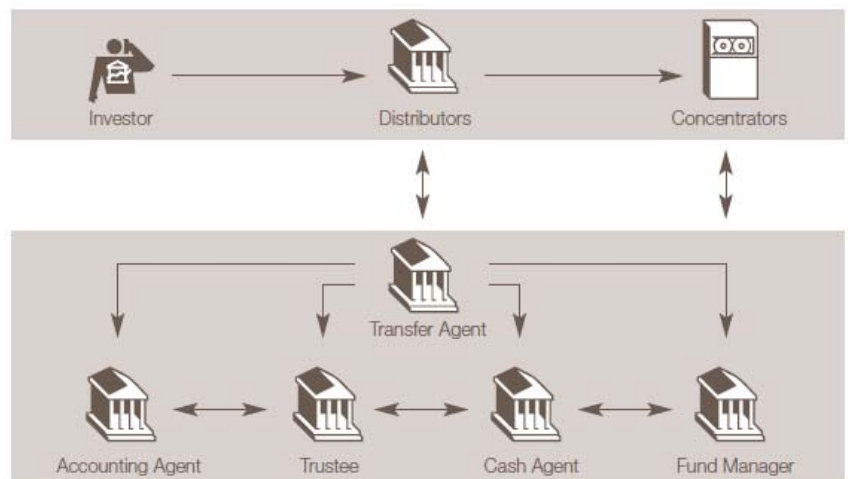 Investor
Distributors
Concentrators
Transfer Agent
Accounting Agent
Trustee
Cash Agent
Fund Manager